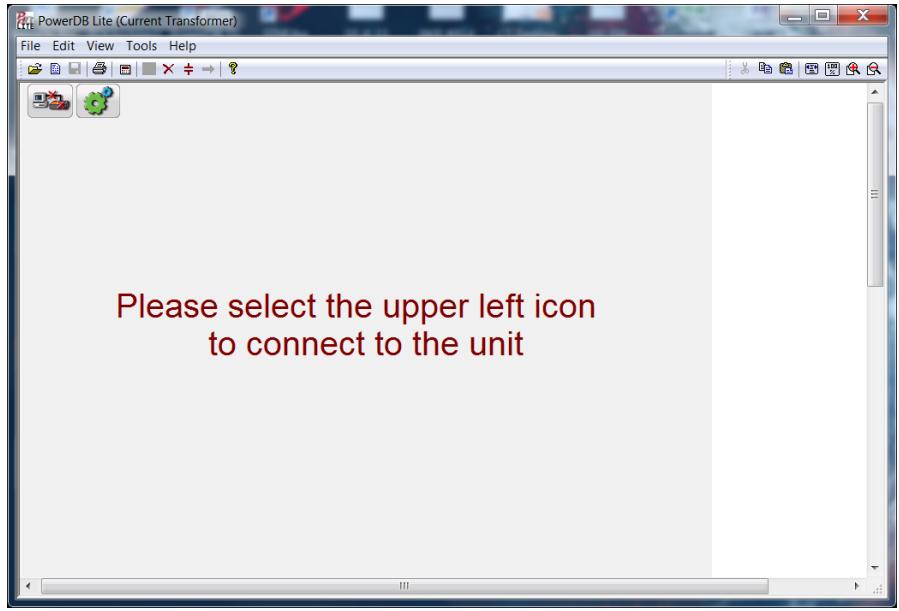 PowerDB Lite (Current Transformer)
File Edit View Tools Help
Please select the upper left icon
to connect to the unit